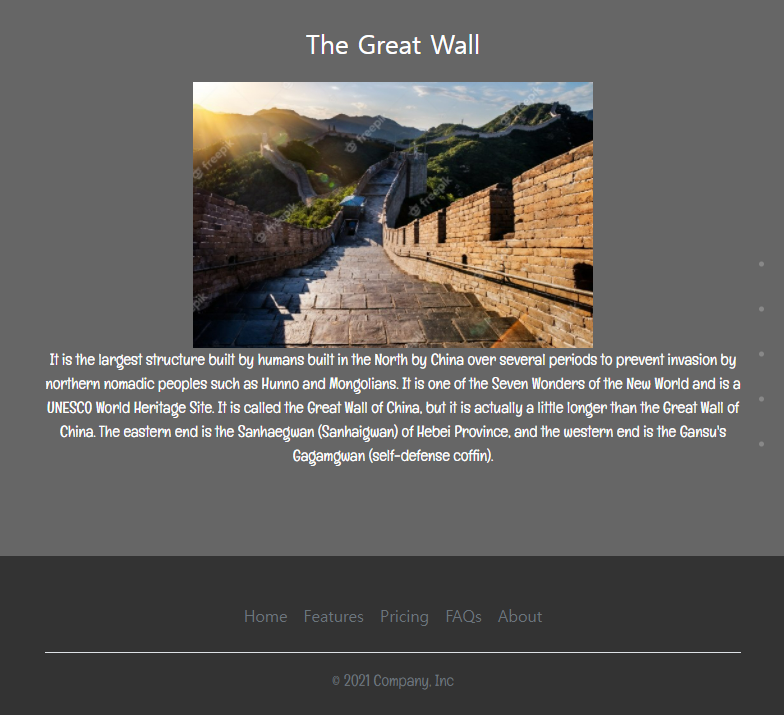 The Great Wall
freepik
freepik
freepik
freepik
freepik
It is the largest structure built by humans built in the North by China over several periods to prevent invasion by
northern nomadic peoples such as Hunno and Mongolians. It is one of the Seven Wonders of the New World and is a
UNESCO World Heritage Site. It is called the Great Wall of China, but it is actually a little longer than the Great Wall of
China. The eastern end is the Sanhaegwan (Sanhaigwan) of Hebei Province, and the western end is the Gansu's
Gagamgwan (self-defense coffin).
Home Features Pricing FAQs About
© 2021 Company, Inc